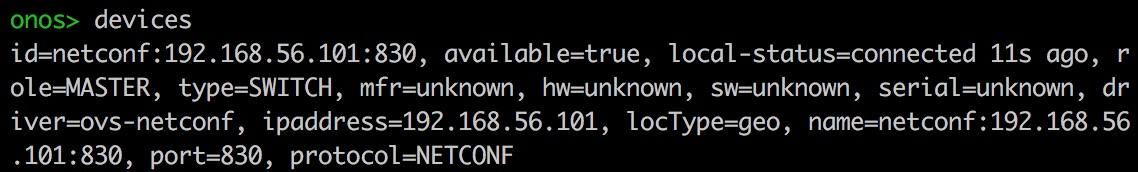 onos> devices
id=netconf:192.168.56.101:830, available=true, local-status=connected 11s ago, r
ole=MASTER, type=SWITCH, mfr=unknown, hw=unknown, sw=unknown, serial=unknown, dr
iver=ovs-netconf, ipaddress=192.168.56.101, locType=geo, name=netconf:192.168.56
.101:830, port=830, protocol=NETCONF